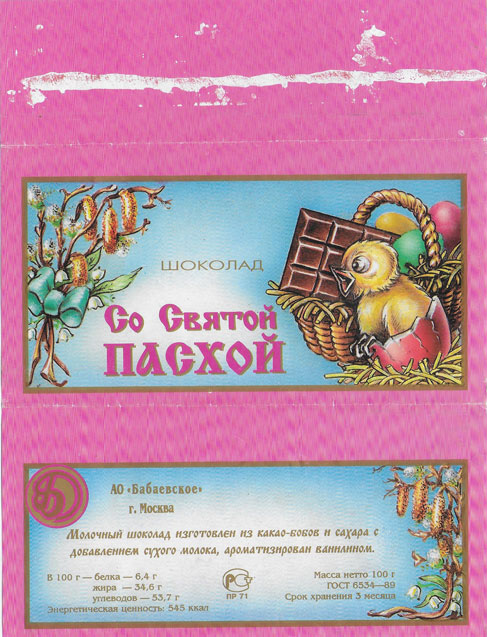 ШОКОЛАД
Со Святой
ПАСХОЙ
АО «Бабаевское»
г. Москва
Молочный шоколад изготовлен из какао-бобов и сахара с
добавлением сухого молока, ароматизирован ванилином.
В 100 г — белка — 6,4 г
жира — 34,6 г
углеводов — 53,7 г
Энергетическая ценность: 545 ккал
РСТ
ПР 71
Масса нетто 100 г
ГОСТ 6534—89
Срок хранения 3 месяца